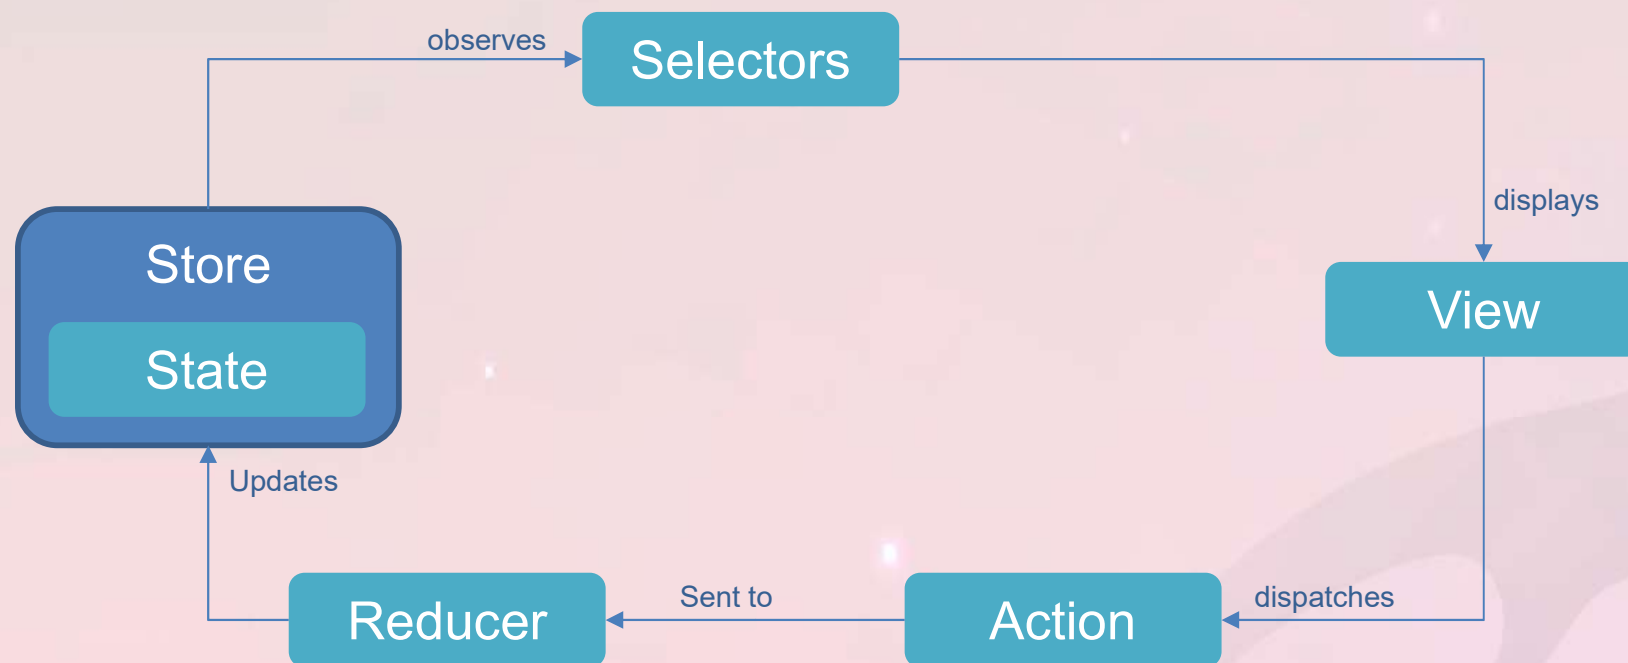 observes
Selectors
displays
Store
View
State
Updates
Reducer
Sent to
Action
dispatches